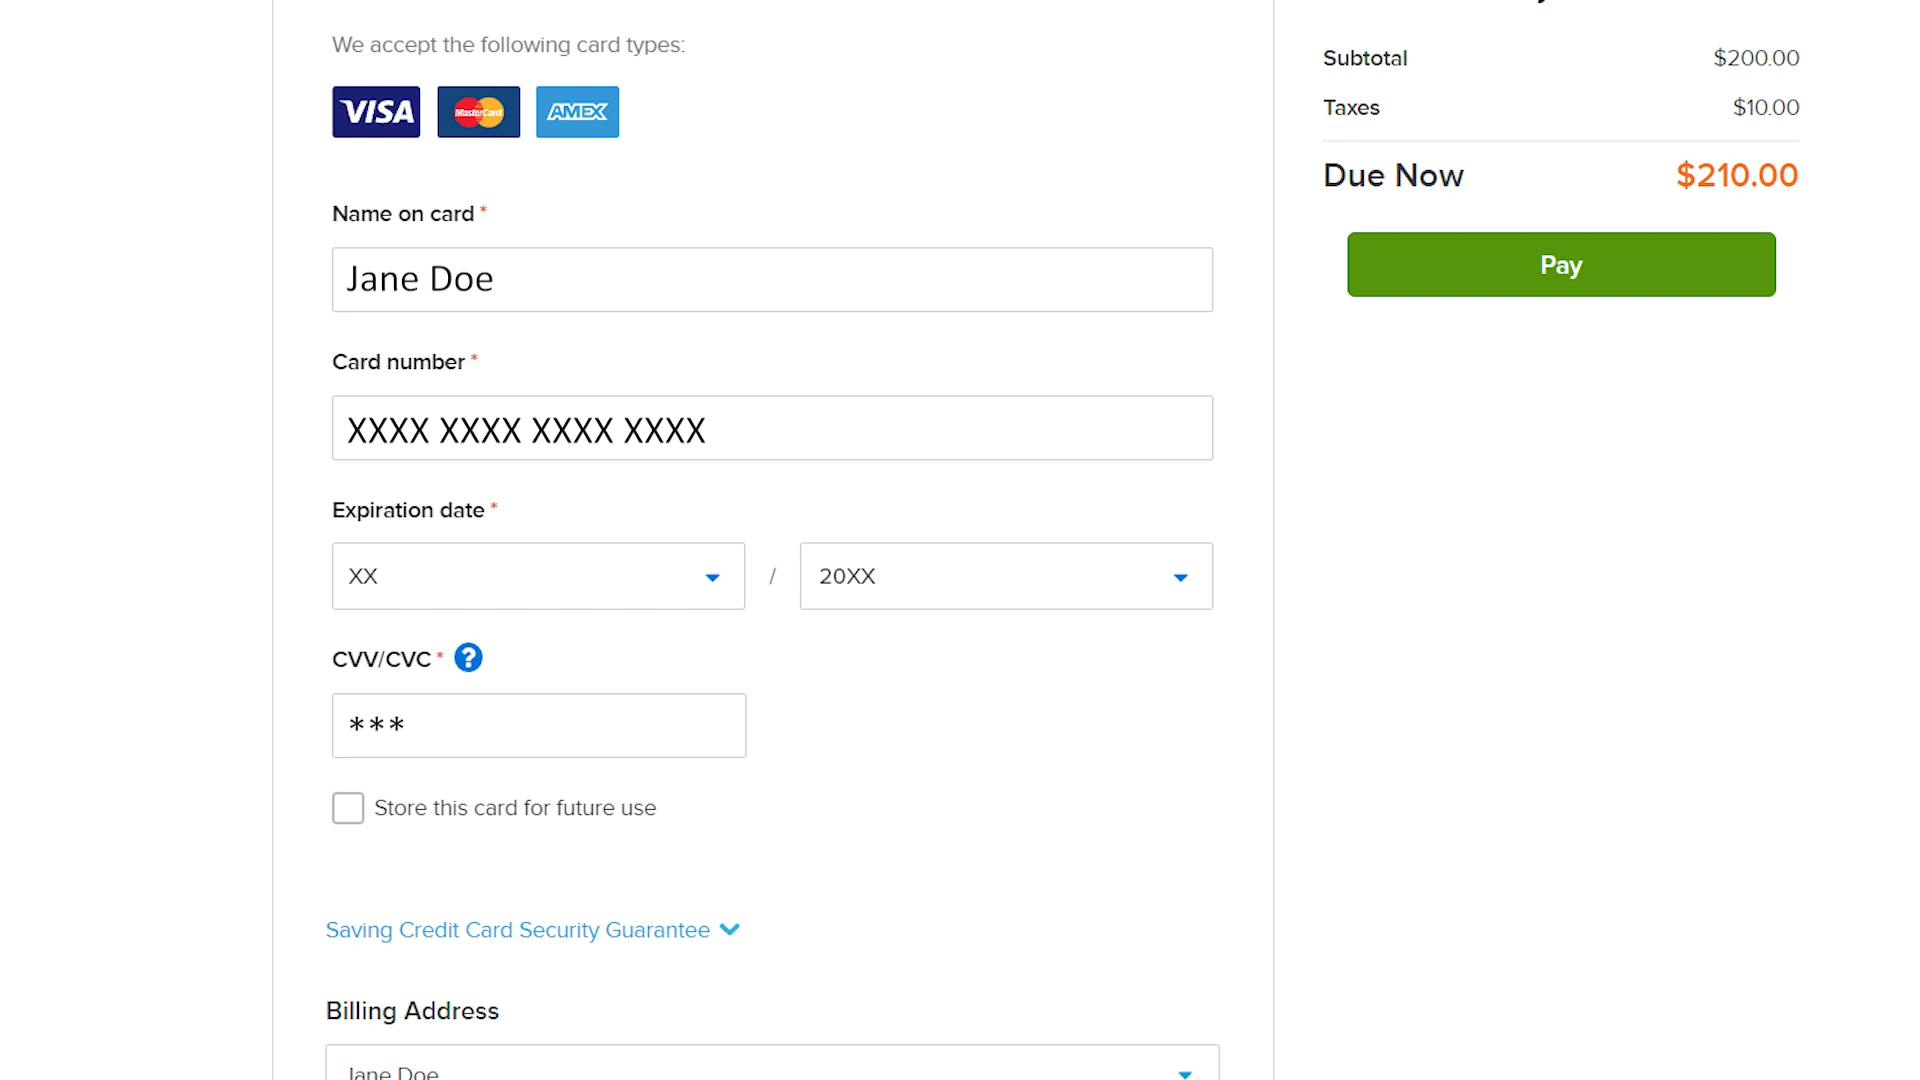 We accept the following card types:
VISA MasterCard AMEX
Name on card *
Jane Doe
Card number *
XXXX XXXX XXXX XXXX
Expiration date *
XX / 20XX
CVV/CVC * ?
***
Store this card for future use
Saving Credit Card Security Guarantee
Billing Address
Jane Doe
Subtotal $200.00
Taxes $10.00
Due Now $210.00
Pay